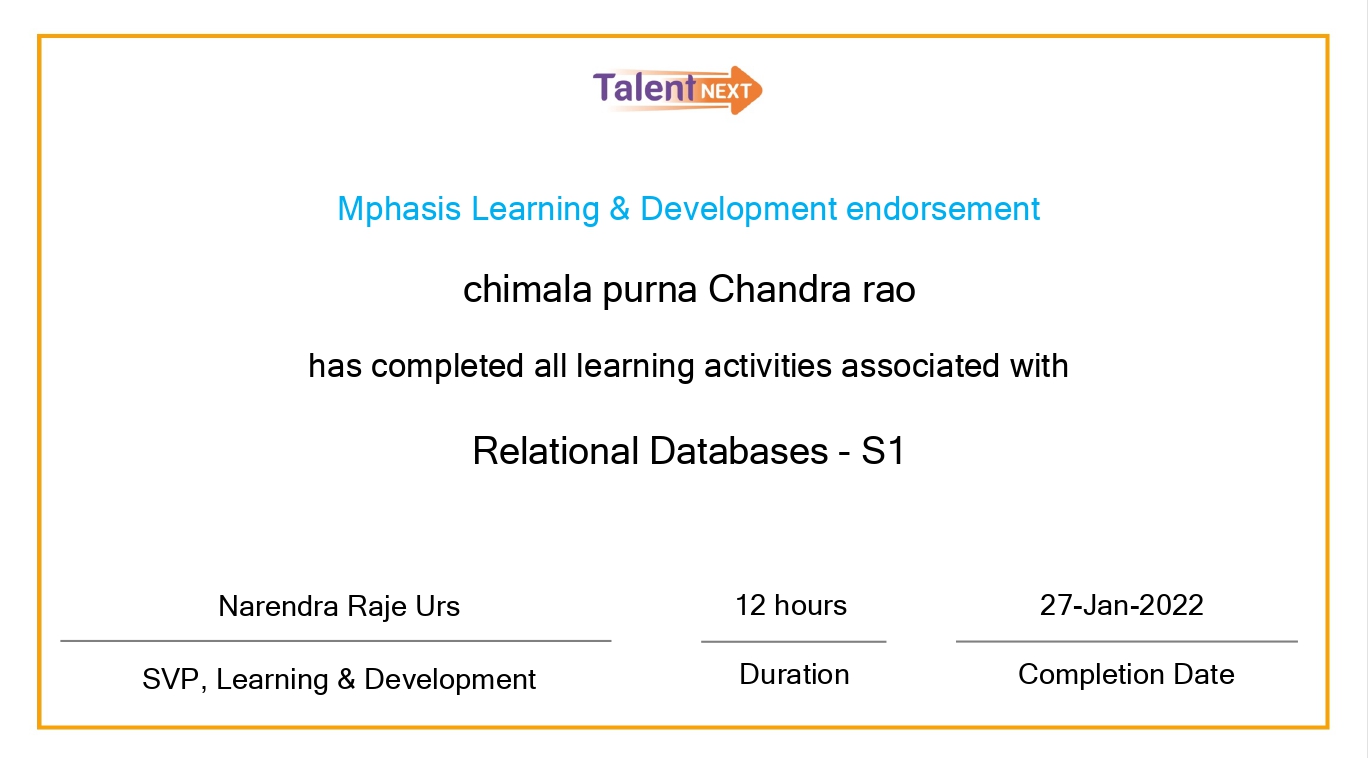 Talent NEXT
Mphasis Learning & Development endorsement
chimala purna Chandra rao
has completed all learning activities associated with
Relational Databases - S1
Narendra Raje Urs
SVP, Learning & Development
12 hours
Duration
27-Jan-2022
Completion Date